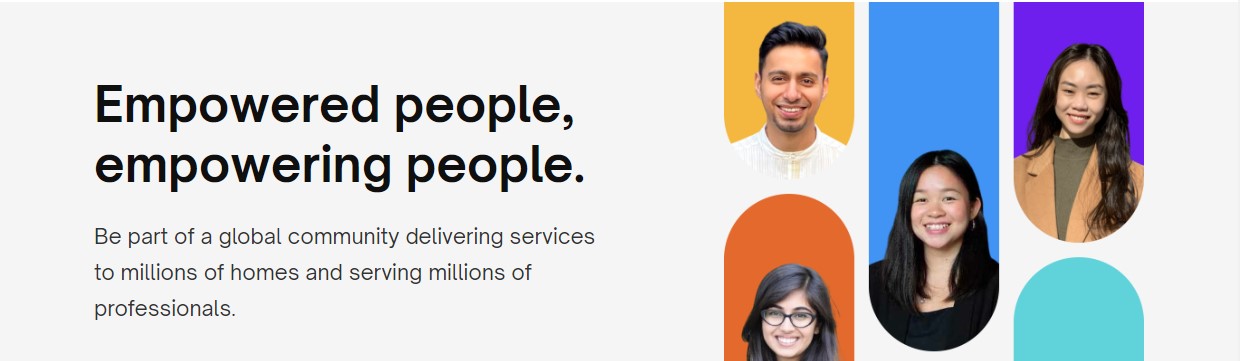 Empowered people,
empowering people.
Be part of a global community delivering services
to millions of homes and serving millions of
professionals.